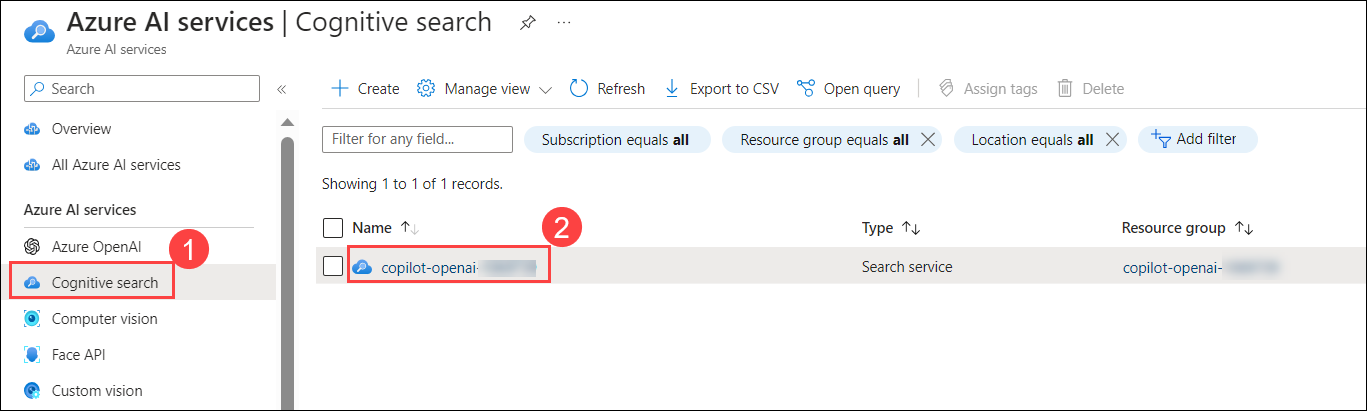 Azure AI services | Cognitive search
Azure AI services
Search
Create
Manage view
Refresh
Export to CSV
Open query
Assign tags
Delete
Overview
All Azure AI services
Azure AI services
Azure OpenAI
1
Cognitive search
Computer vision
Face API
Custom vision
Filter for any field...
Subscription equals all
Resource group equals all
Location equals all
Add filter
Showing 1 to 1 of 1 records.
Name
2
Type
Resource group
copilot-openai-
Search service
copilot-openai-